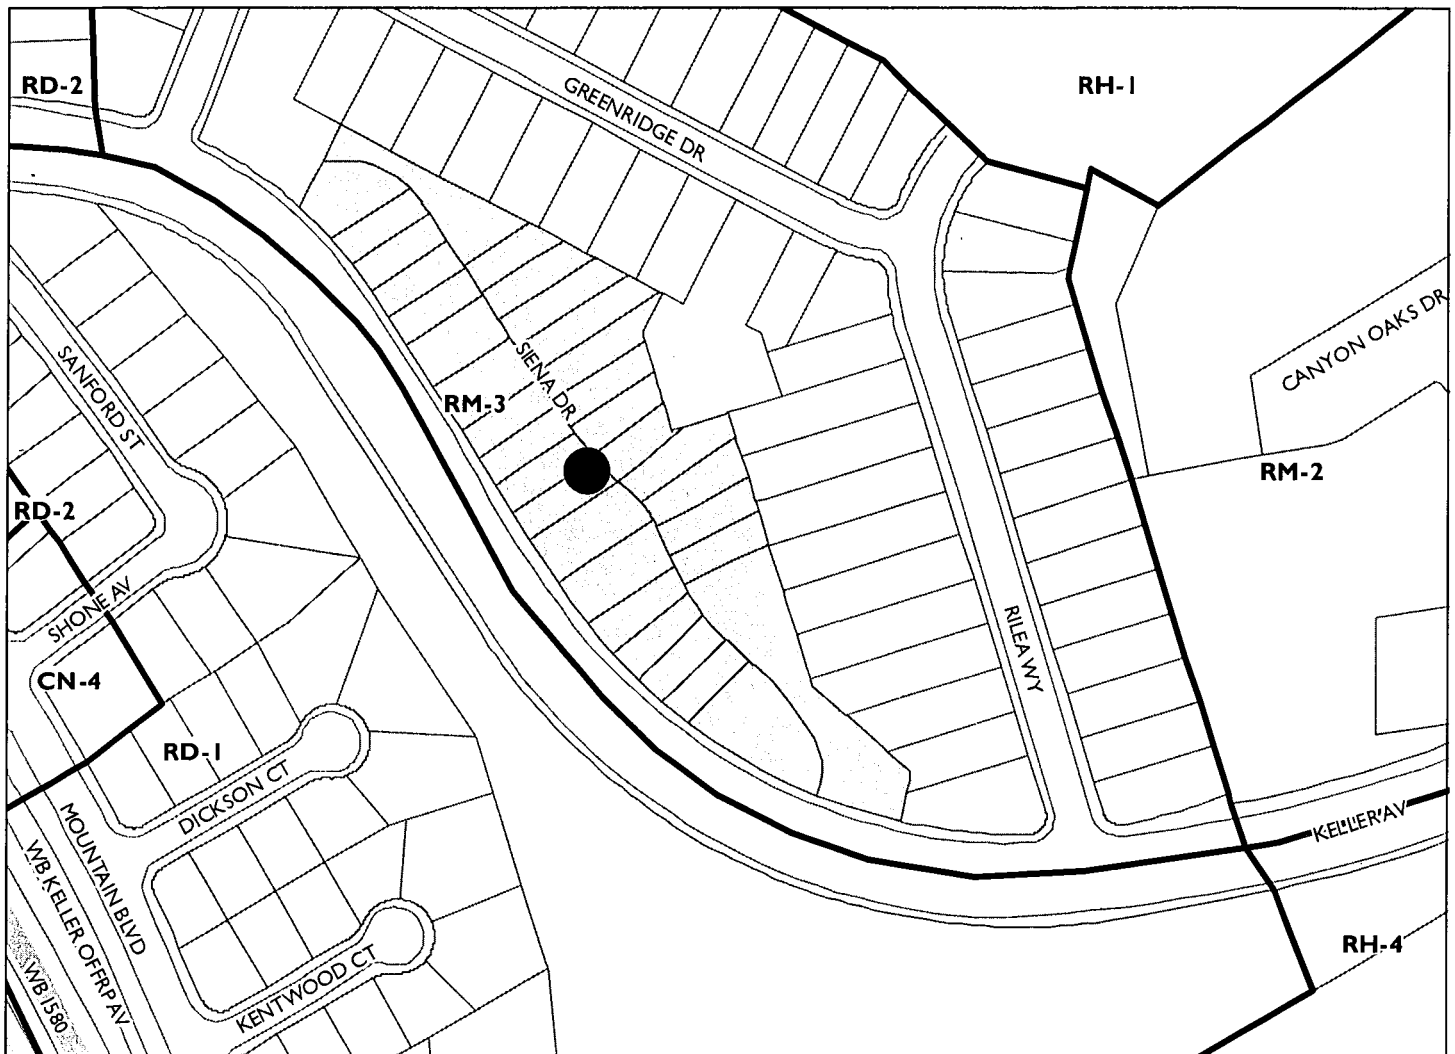 RD-2
RH-1
GREENRIDGE DR
CANYON OAKS DR
SIENA DR
SANFORD ST
RM-3
RM-2
RD-2
SHONE AV
RILEA WY
CN-4
RD-1
DICKSON CT
MOUNTAIN BLVD
KELLER AV
WB KELLER OFFRP AV
RH-4
KENTWOOD CT
WB I580